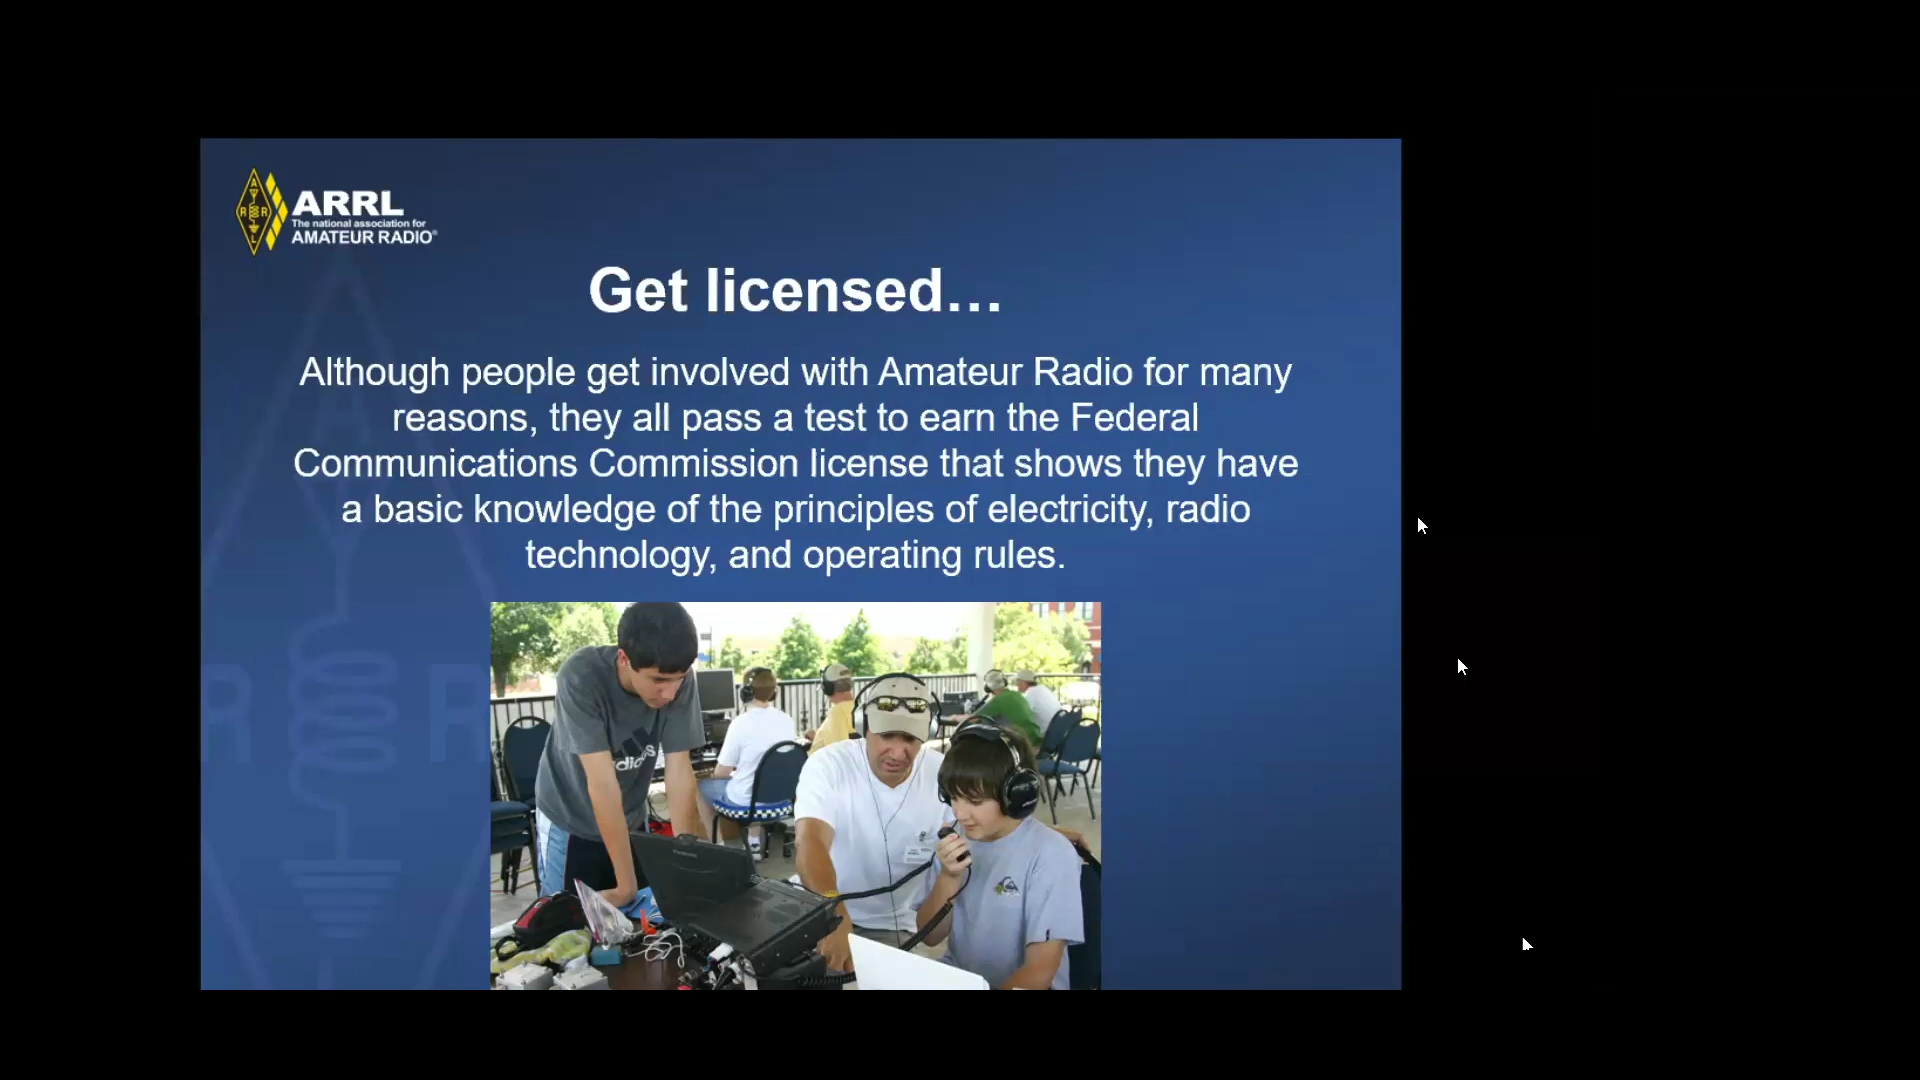 ARRL
The national association for
AMATEUR RADIO®
Get licensed…
Although people get involved with Amateur Radio for many
reasons, they all pass a test to earn the Federal
Communications Commission license that shows they have
a basic knowledge of the principles of electricity, radio
technology, and operating rules.